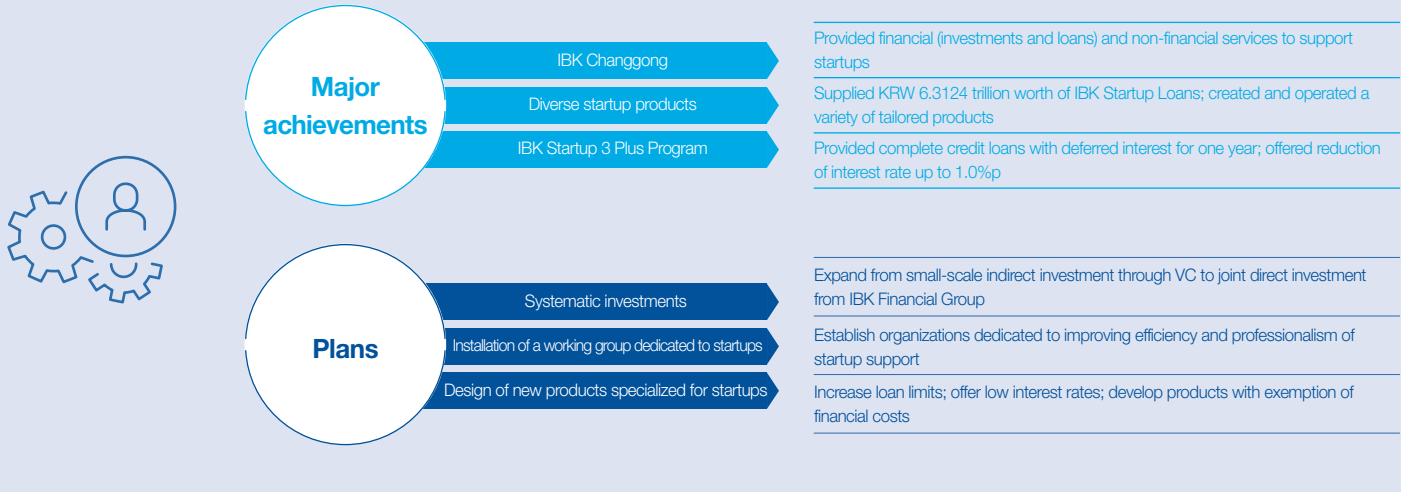 Major
achievements
IBK Changgong
Provided financial (investments and loans) and non-financial services to support
startups
Diverse startup products
Supplied KRW 6.3124 trillion worth of IBK Startup Loans; created and operated a
variety of tailored products
IBK Startup 3 Plus Program
Provided complete credit loans with deferred interest for one year; offered reduction
of interest rate up to 1.0%p
Plans
Systematic investments
Expand from small-scale indirect investment through VC to joint direct investment
from IBK Financial Group
Installation of a working group dedicated to startups
Establish organizations dedicated to improving efficiency and professionalism of
startup support
Design of new products specialized for startups
Increase loan limits; offer low interest rates; develop products with exemption of
financial costs